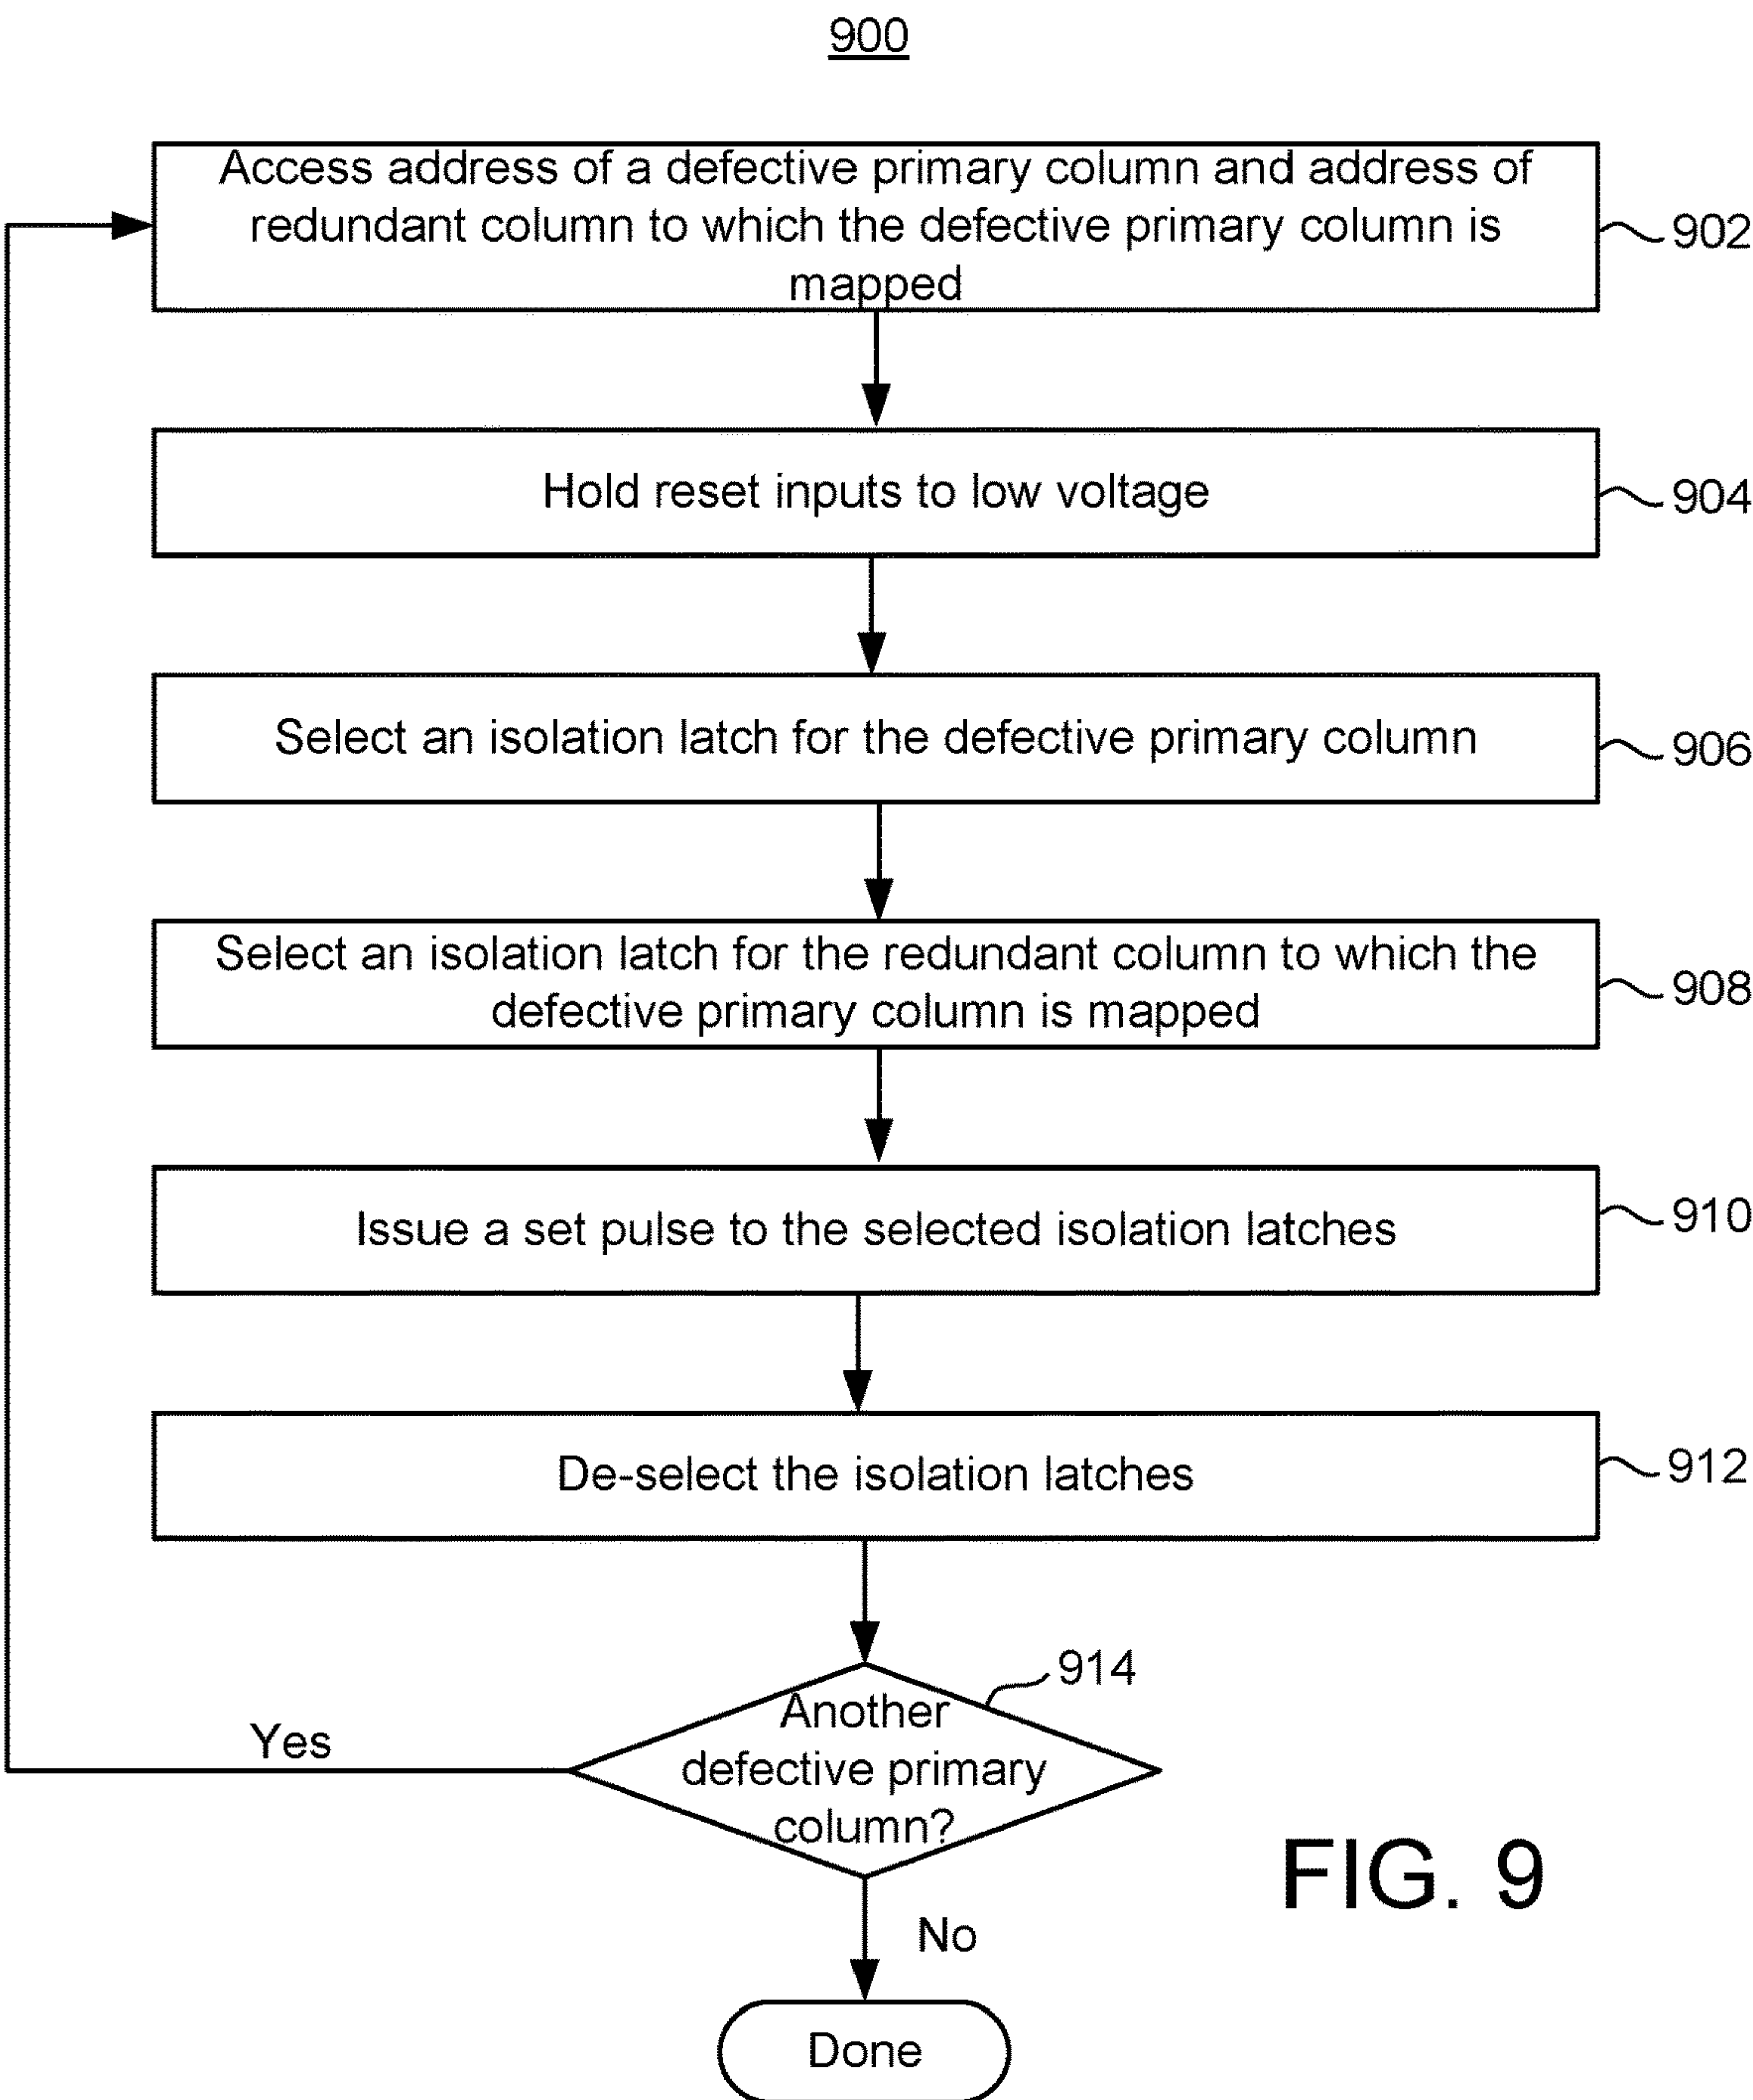 900
Access address of a defective primary column and address of
redundant column to which the defective primary column is
mapped
902
Hold reset inputs to low voltage
904
Select an isolation latch for the defective primary column
906
Select an isolation latch for the redundant column to which the
defective primary column is mapped
908
Issue a set pulse to the selected isolation latches
910
De-select the isolation latches
912
914
Another
defective primary
column?
Yes
No
Done
FIG. 9